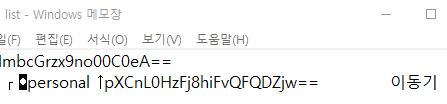 list - Windows 메모장
일(F) 편집(E) 서식(O) 보기(V) 도움말(H)
mbcGrzx9no00C0eA==
┌ ◘personal ↑pXCnL0HzFj8hiFvQFQDZjw== 이동기